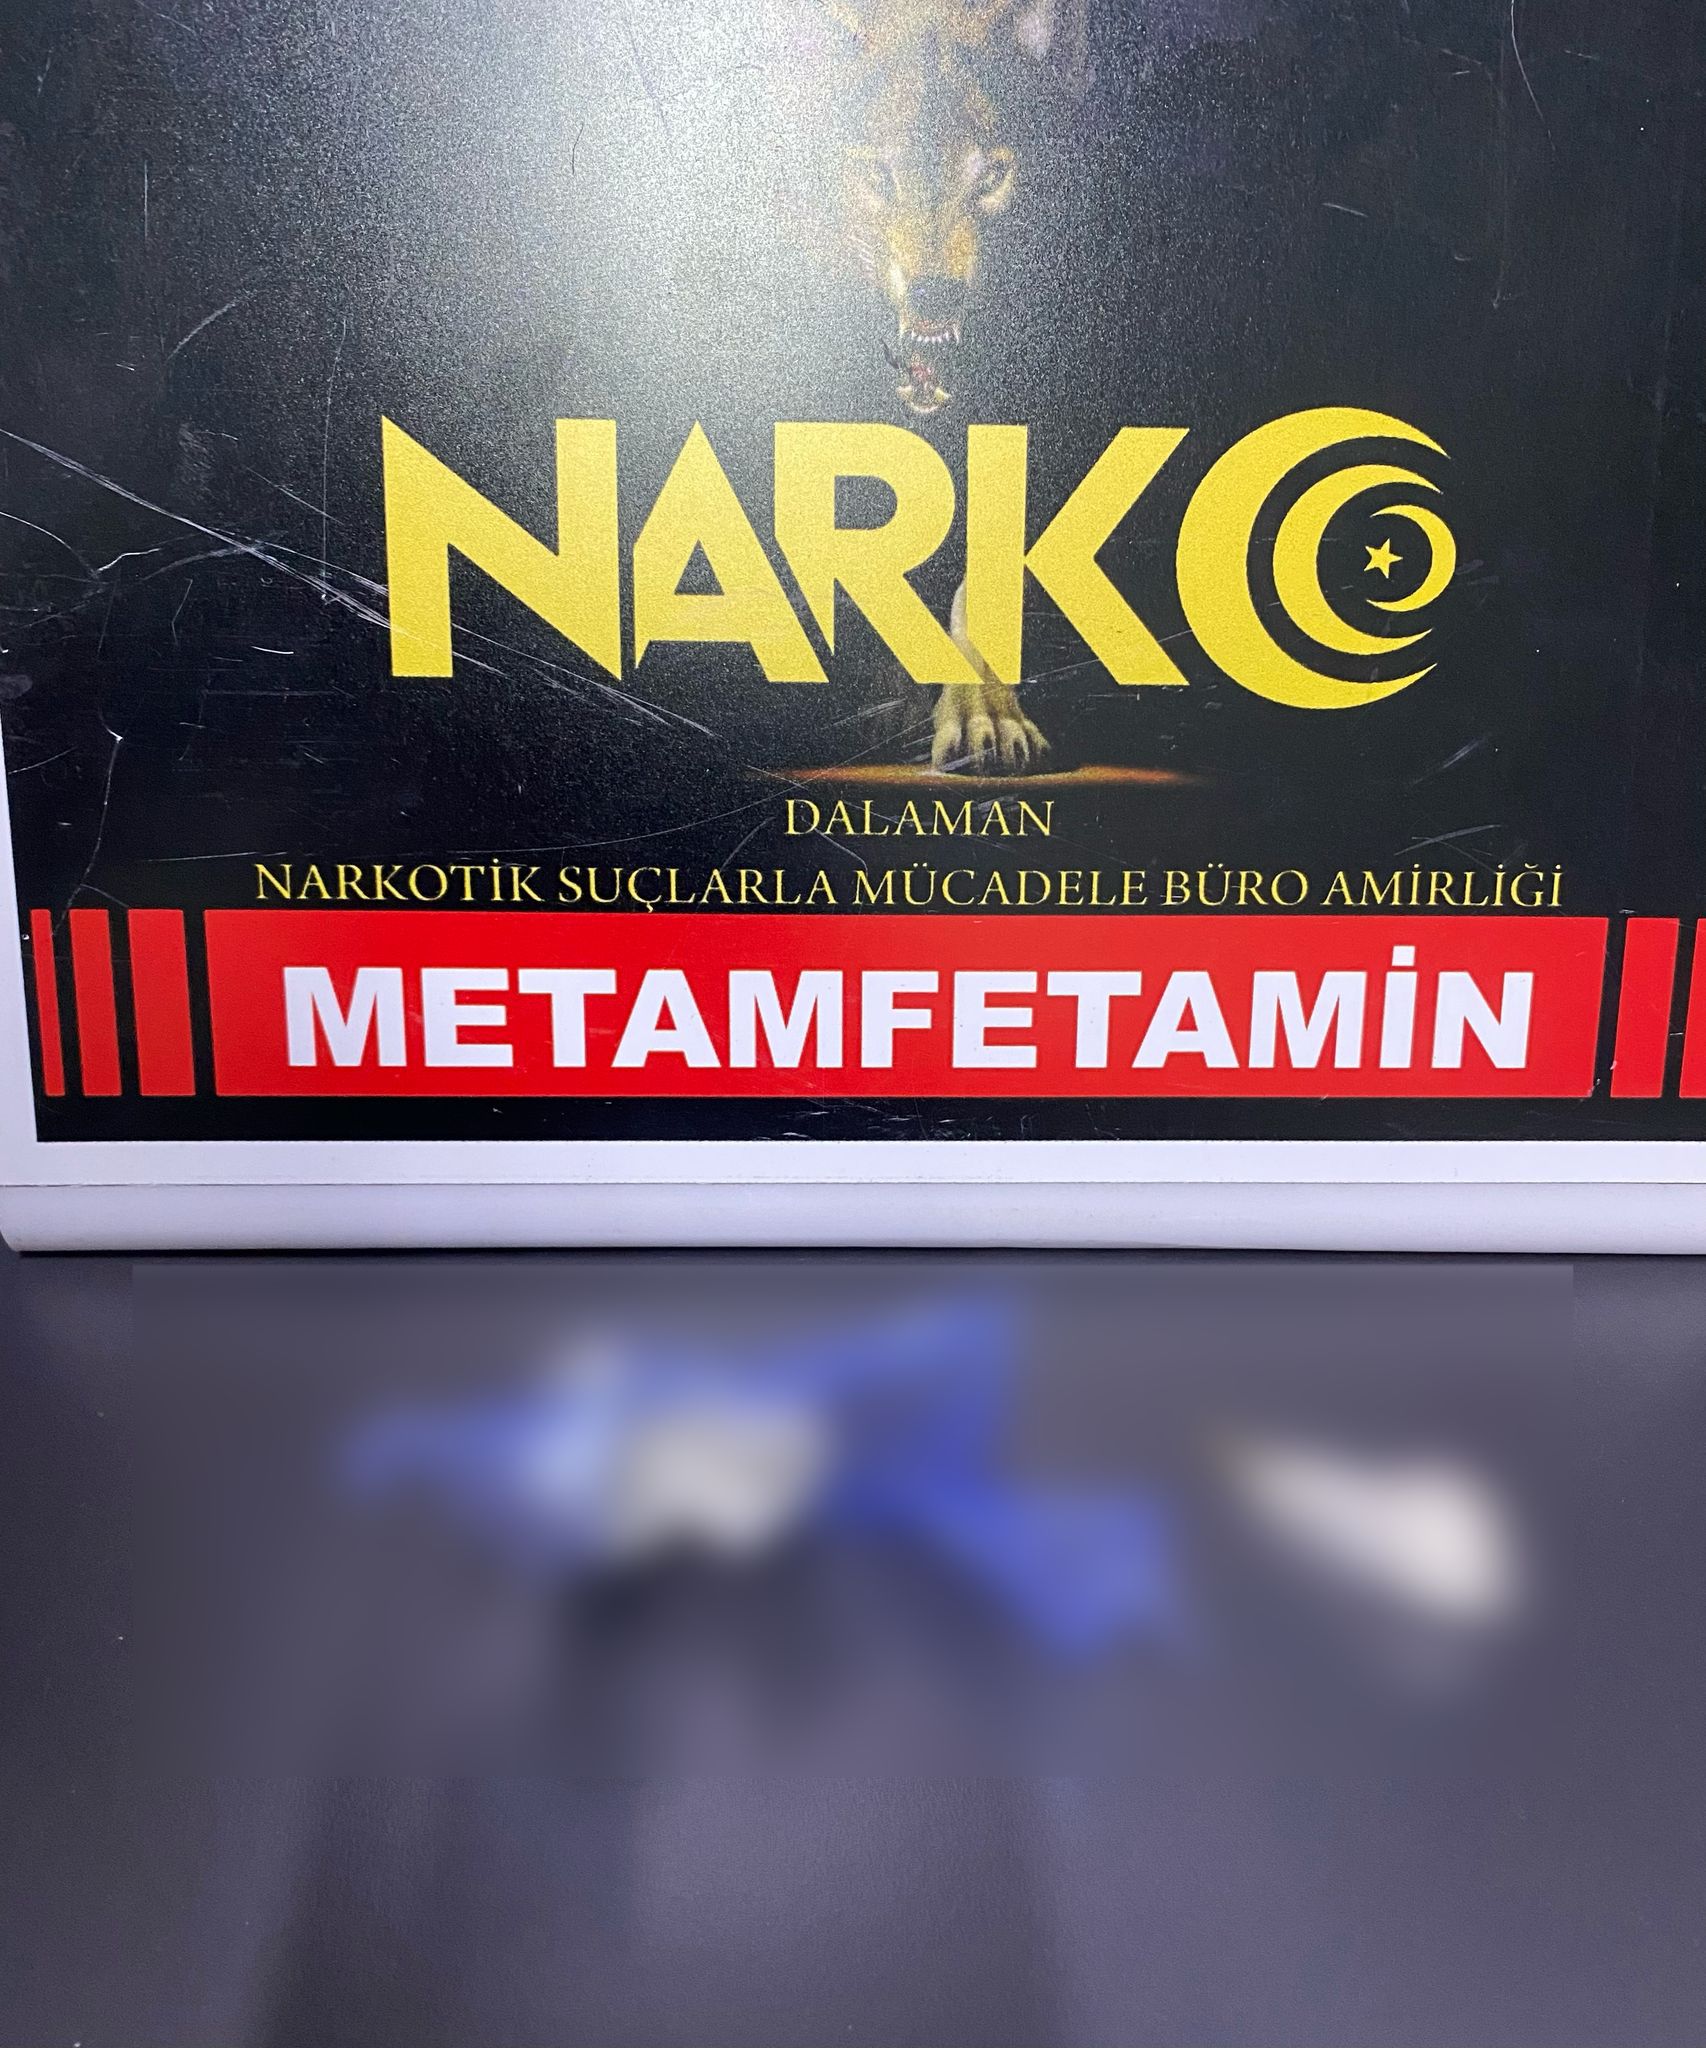 NARKO
DALAMAN
NARKOTİK SUÇLARLA MÜCADELE BÜRO AMİRLİĞİ
METAMFETAMİN